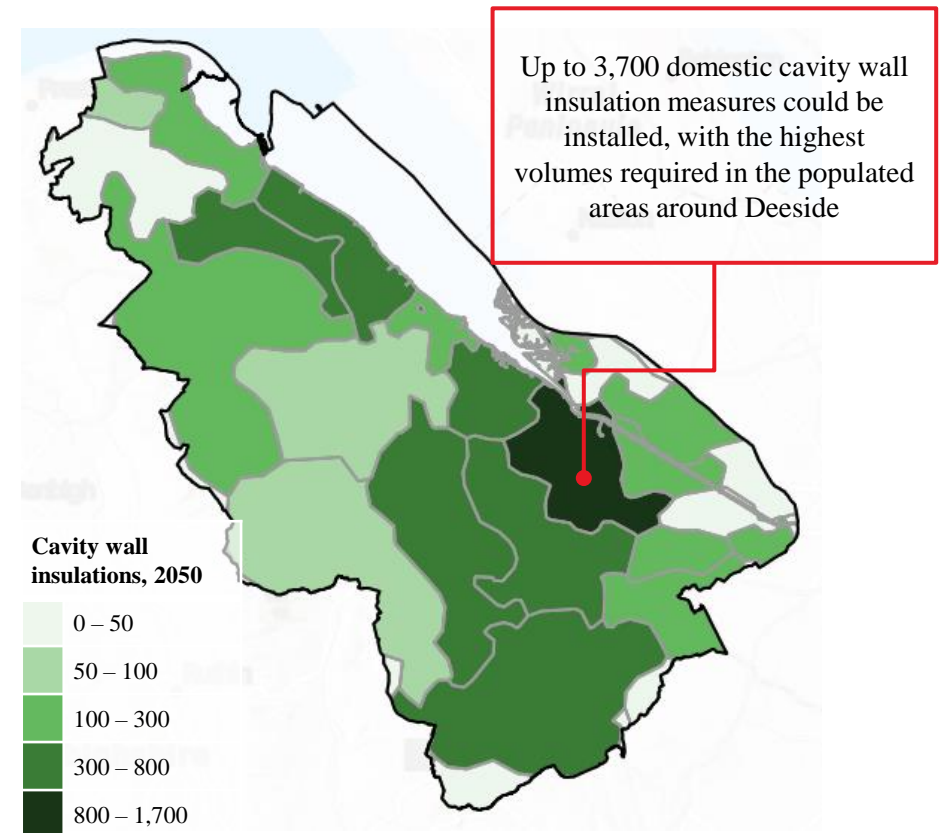 Up to 3,700 domestic cavity wall
insulation measures could be
installed, with the highest
volumes required in the populated
areas around Deeside
Cavity wall
insulations, 2050
0 – 50
50 – 100
100 – 300
300 – 800
800 – 1,700